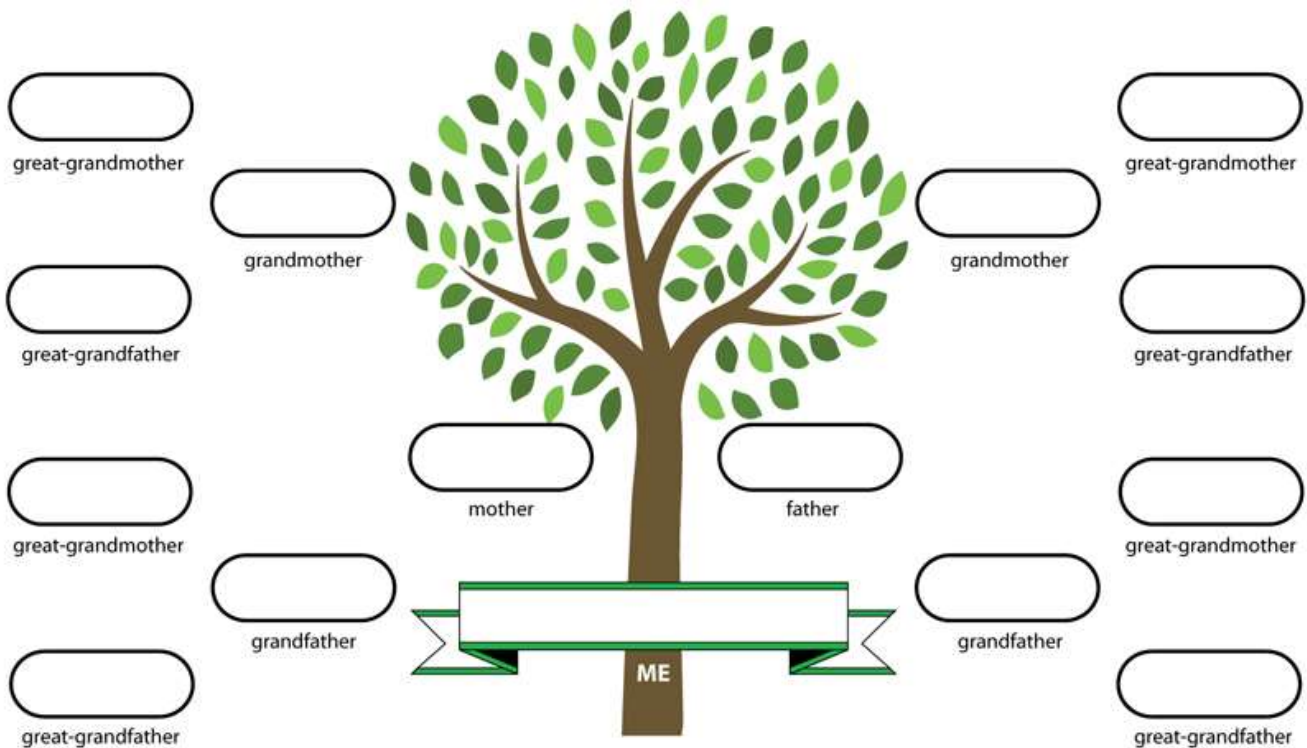 great-grandmother
great-grandmother
grandmother
grandmother
great-grandfather
great-grandfather
mother
father
great-grandmother
great-grandmother
grandfather
grandfather
ME
great-grandfather
great-grandfather